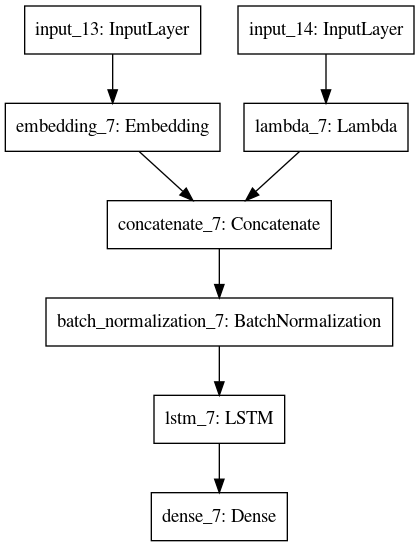 input_13: InputLayer
input_14: InputLayer
embedding_7: Embedding
lambda_7: Lambda
concatenate_7: Concatenate
batch_normalization_7: BatchNormalization
lstm_7: LSTM
dense_7: Dense